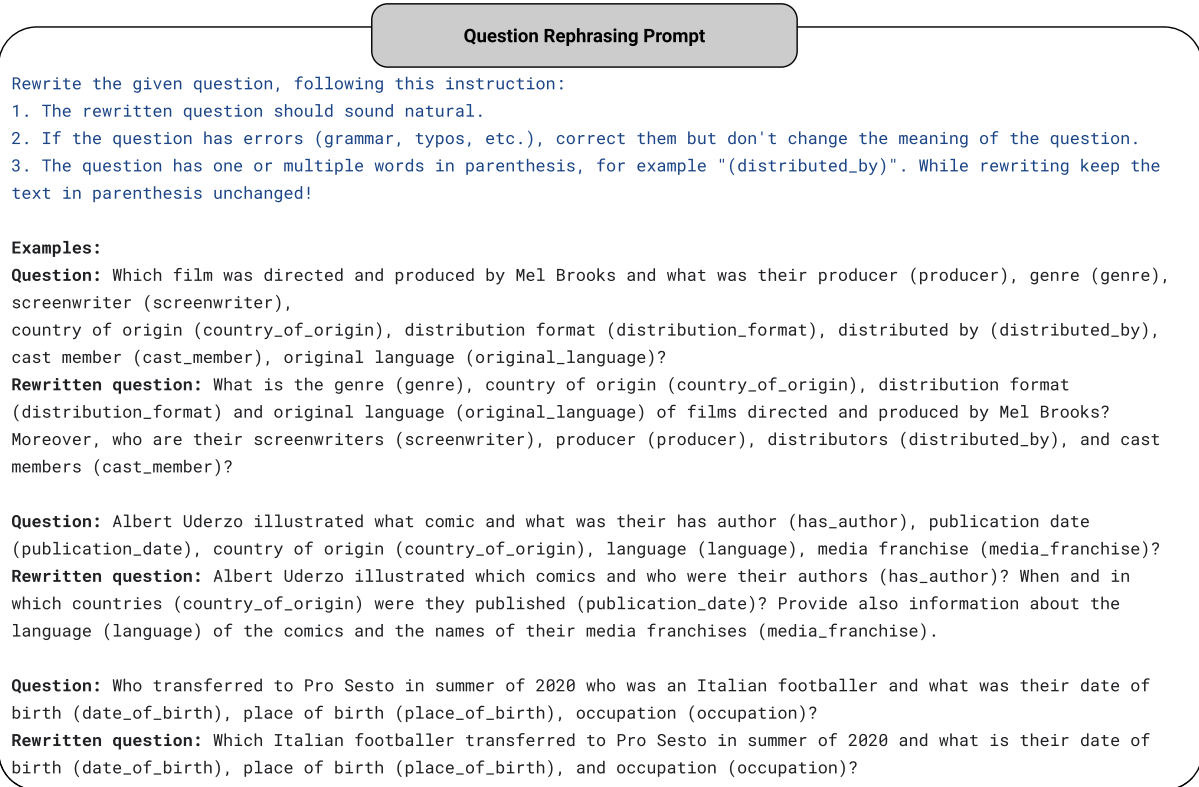 Question Rephrasing Prompt
Rewrite the given question, following this instruction:
1. The rewritten question should sound natural.
2. If the question has errors (grammar, typos, etc.), correct them but don't change the meaning of the question.
3. The question has one or multiple words in parenthesis, for example "(distributed_by)". While rewriting keep the
text in parenthesis unchanged!
Examples:
Question: Which film was directed and produced by Mel Brooks and what was their producer (producer), genre (genre),
screenwriter (screenwriter),
country of origin (country_of_origin), distribution format (distribution_format), distributed by (distributed_by),
cast member (cast_member), original language (original_language)?
Rewritten question: What is the genre (genre), country of origin (country_of_origin), distribution format
(distribution_format) and original language (original_language) of films directed and produced by Mel Brooks?
Moreover, who are their screenwriters (screenwriter), producer (producer), distributors (distributed_by), and cast
members (cast_member)?
Question: Albert Uderzo illustrated what comic and what was their has author (has_author), publication date
(publication_date), country of origin (country_of_origin), language (language), media franchise (media_franchise)?
Rewritten question: Albert Uderzo illustrated which comics and who were their authors (has_author)? When and in
which countries (country_of_origin) were they published (publication_date)? Provide also information about the
language (language) of the comics and the names of their media franchises (media_franchise).
Question: Who transferred to Pro Sesto in summer of 2020 who was an Italian footballer and what was their date of
birth (date_of_birth), place of birth (place_of_birth), occupation (occupation)?
Rewritten question: Which Italian footballer transferred to Pro Sesto in summer of 2020 and what is their date of
birth (date_of_birth), place of birth (place_of_birth), and occupation (occupation)?